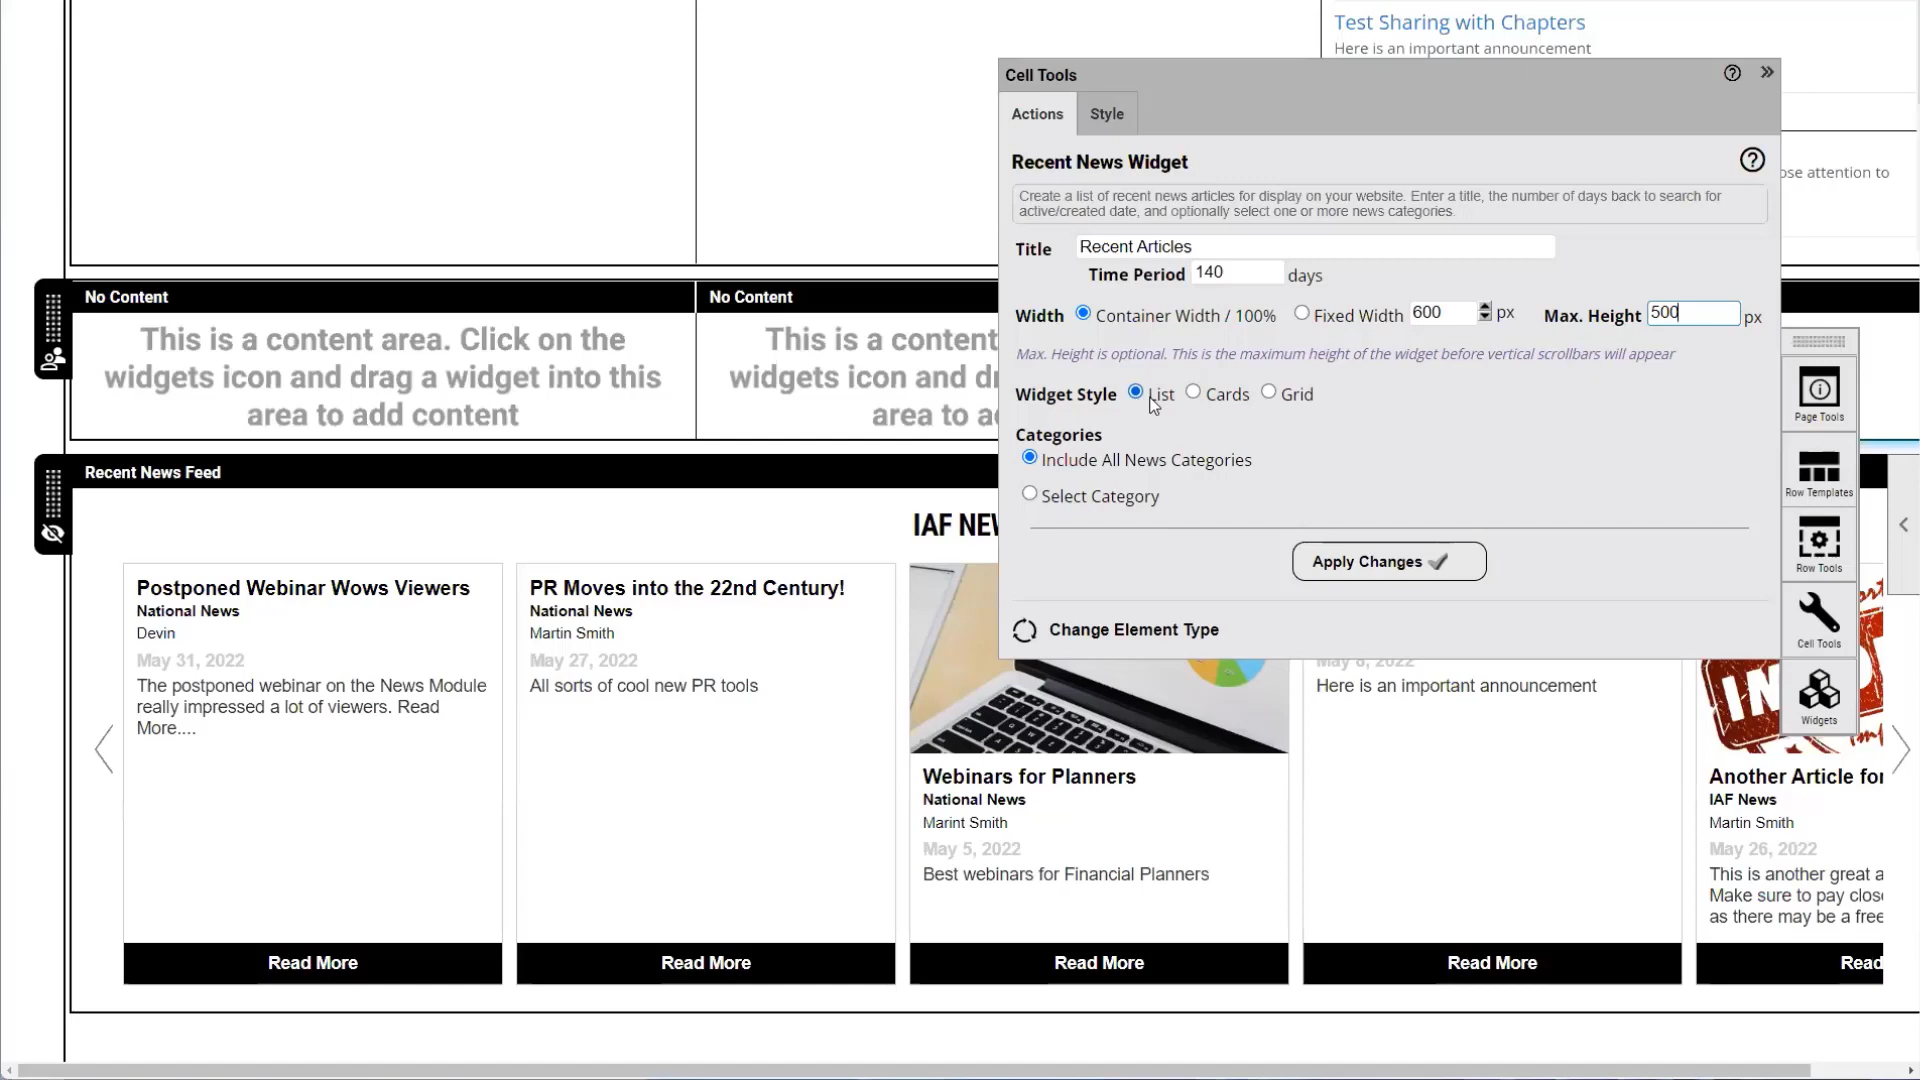 Test Sharing with Chapters
Here is an important announcement
Cell Tools
Actions Style
Recent News Widget
Create a list of recent news articles for display on your website. Enter a title, the number of days back to search for
active/created date, and optionally select one or more news categories.
ose attention to
Title Recent Articles
Time Period 140 days
Width Container Width / 100% Fixed Width 600 px Max. Height 500 px
Max. Height is optional. This is the maximum height of the widget before vertical scrollbars will appear
Widget Style List Cards Grid
Categories
Include All News Categories
Select Category
Apply Changes
Change Element Type
Page Tools
Row Templates
Row Tools
Cell Tools
Widgets
No Content
This is a content area. Click on the
widgets icon and drag a widget into this
area to add content
No Content
This is a content
widgets icon and d
area to a
Recent News Feed
IAF NE
Postponed Webinar Wows Viewers
National News
Devin
May 31, 2022
The postponed webinar on the News Module
really impressed a lot of viewers. Read
More....
Read More
PR Moves into the 22nd Century!
National News
Martin Smith
May 27, 2022
All sorts of cool new PR tools
Read More
Webinars for Planners
National News
Marint Smith
May 5, 2022
Best webinars for Financial Planners
Read More
May 8, 2022
Here is an important announcement
Read More
Another Article for
IAF News
Martin Smith
May 26, 2022
This is another great a
Make sure to pay close
as there may be a free
Read